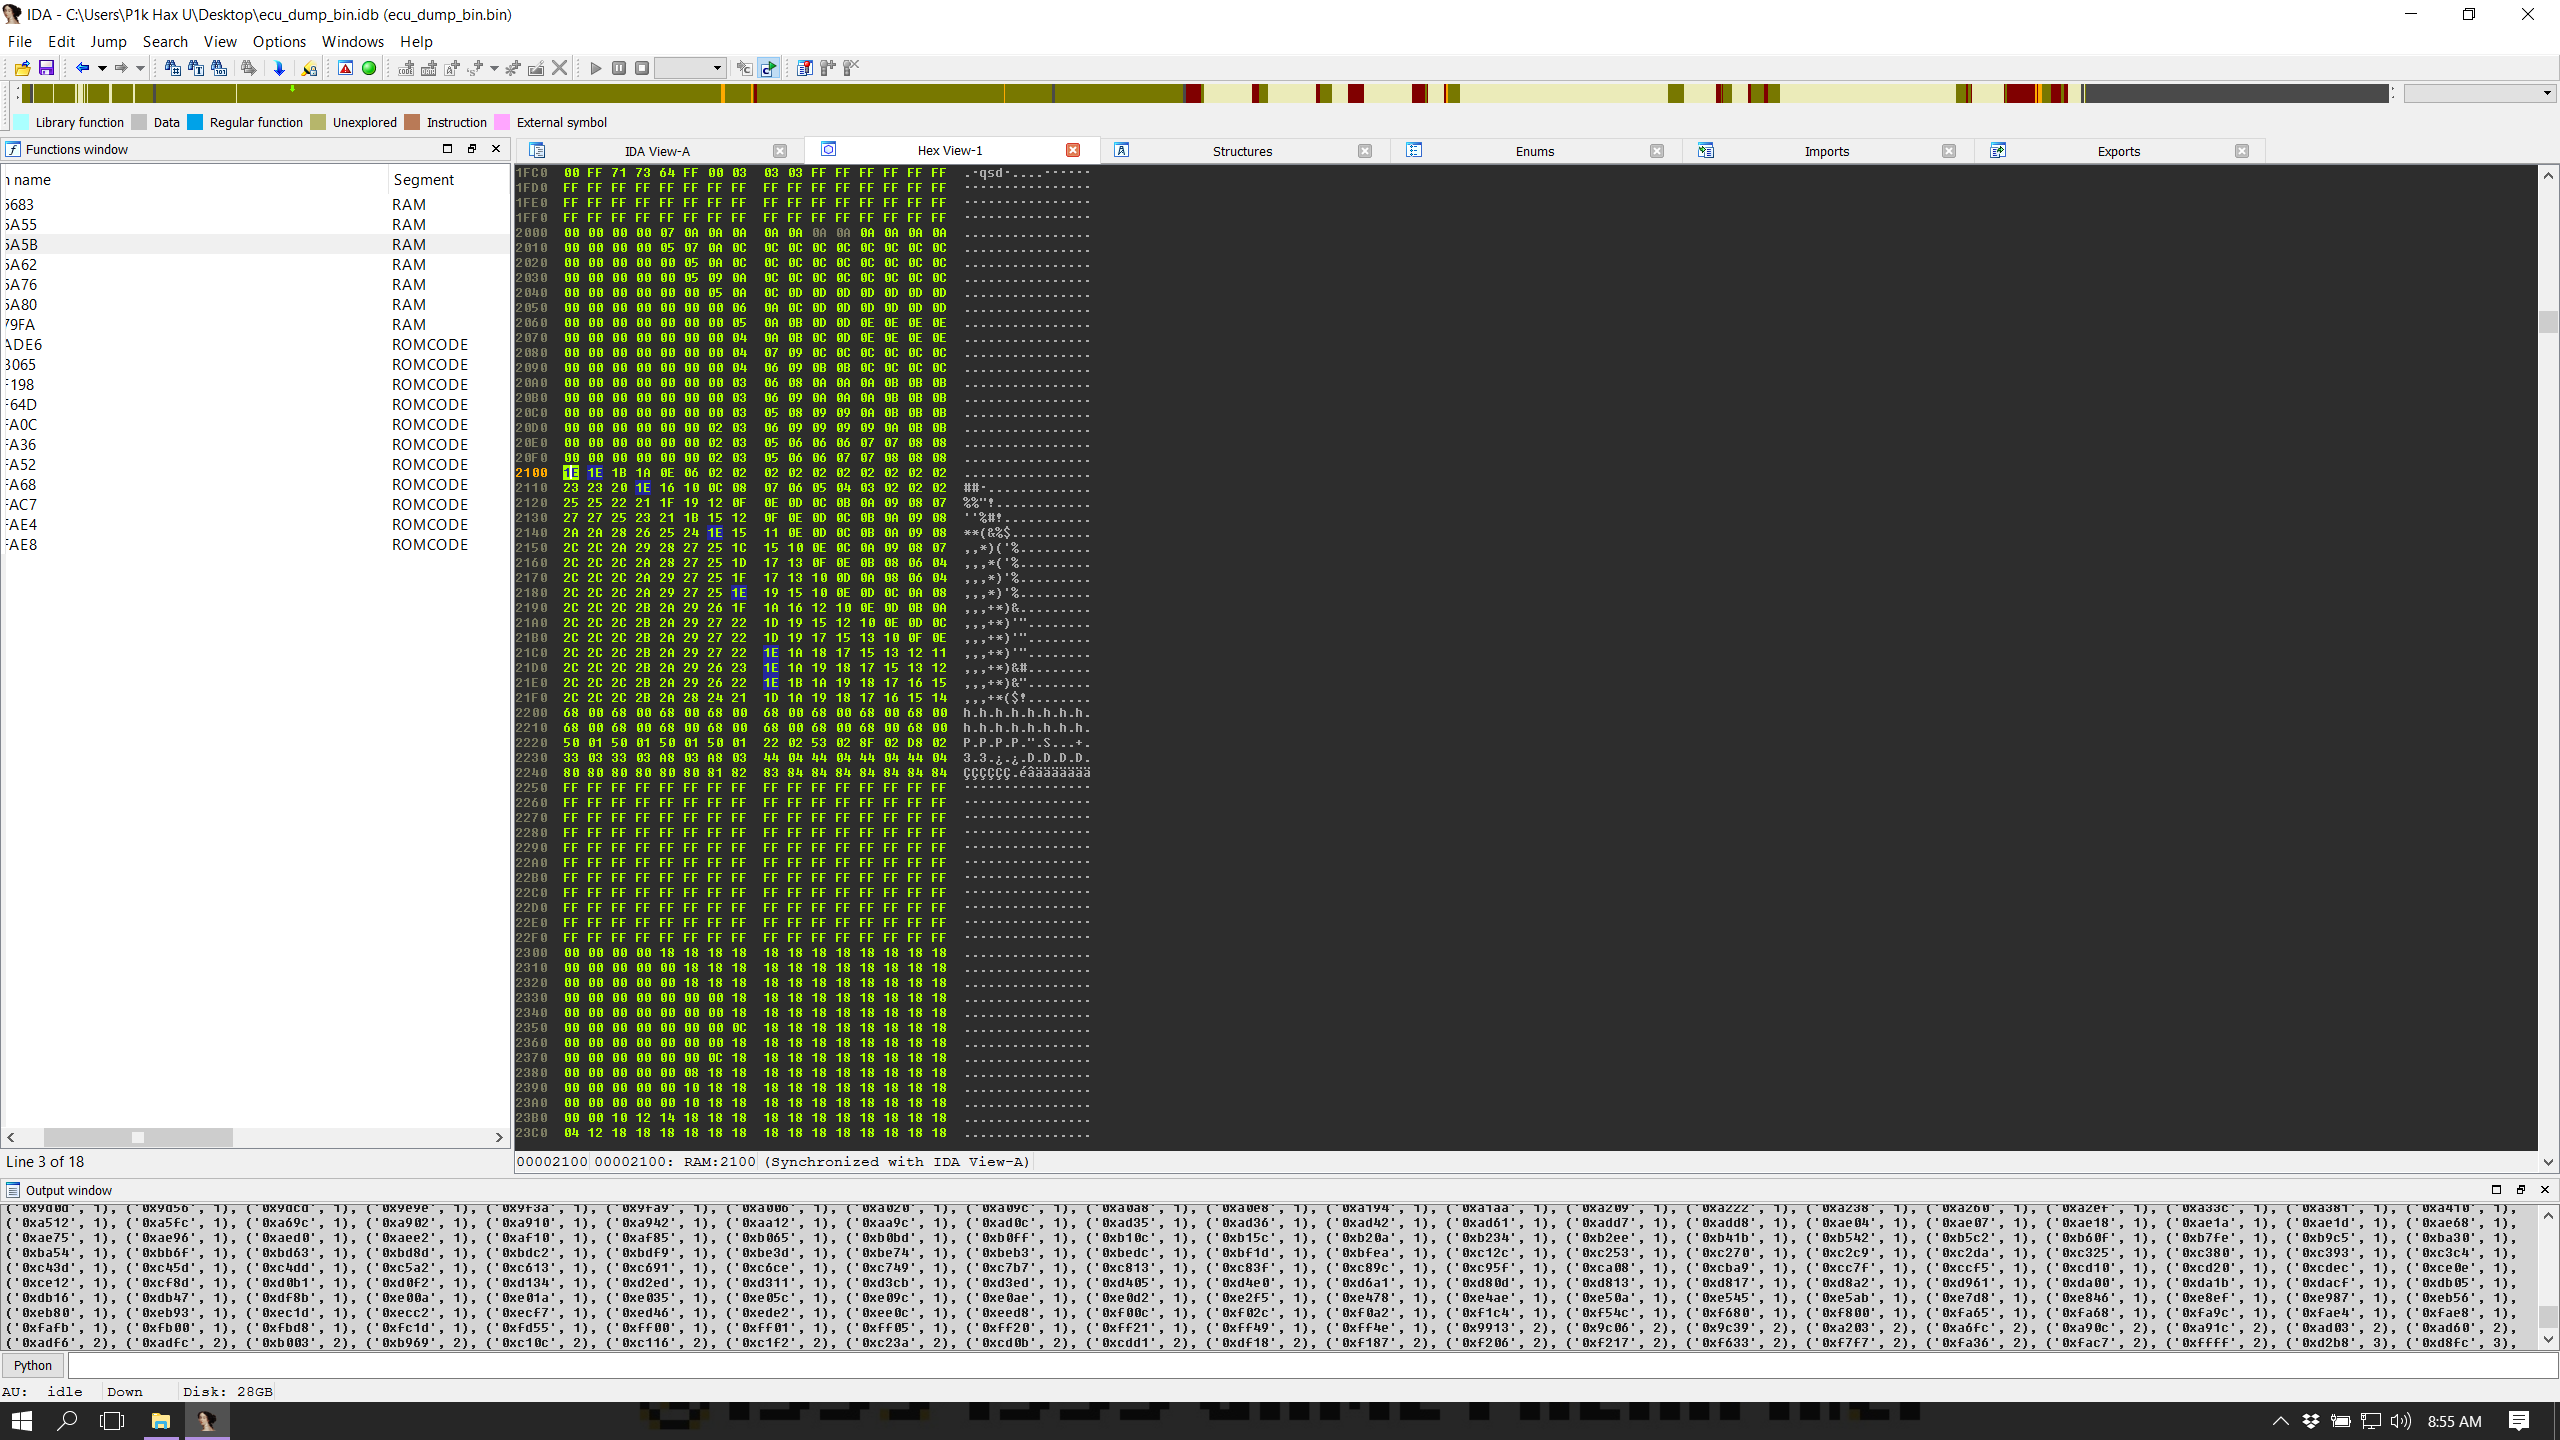 IDA - C:\Users\P1k Hax U\Desktop\ecu_dump_bin.idb (ecu_dump_bin.bin)
File Edit Jump Search View Options Windows Help
Library function Data Regular function Unexplored Instruction External symbol
Functions window
IDA View-A Hex View-1 Structures Enums Imports Exports
name Segment
5683 RAM
5A55 RAM
5A5B RAM
5A62 RAM
5A76 RAM
5A80 RAM
79FA RAM
ADE6 ROMCODE
3065 ROMCODE
F198 ROMCODE
F64D ROMCODE
FA0C ROMCODE
FA36 ROMCODE
FA52 ROMCODE
FA68 ROMCODE
FAC7 ROMCODE
FAE4 ROMCODE
FAE8 ROMCODE
Line 3 of 18
1FC0 00 FF 71 73 64 FF 00 03 03 03 FF FF FF FF FF FF .·qsd·....······
1FD0 FF FF FF FF FF FF FF FF FF FF FF FF FF FF FF FF
1FE0 FF FF FF FF FF FF FF FF FF FF FF FF FF FF FF FF
1FF0 FF FF FF FF FF FF FF FF FF FF FF FF FF FF FF FF
2000 00 00 00 00 07 0A 0A 0A 0A 0A 0A 0A 0A 0A 0A 0A
2010 00 00 00 00 05 07 0A 0C 0C 0C 0C 0C 0C 0C 0C 0C
2020 00 00 00 00 00 05 0A 0C 0C 0C 0C 0C 0C 0C 0C 0C
2030 00 00 00 00 00 05 09 0A 0C 0C 0C 0C 0C 0C 0C 0C
2040 00 00 00 00 00 00 05 0A 0C 0D 0D 0D 0D 0D 0D 0D
2050 00 00 00 00 00 00 00 06 0A 0C 0D 0D 0D 0D 0D 0D
2060 00 00 00 00 00 00 00 05 0A 0B 0D 0D 0E 0E 0E 0E
2070 00 00 00 00 00 00 00 04 0A 0B 0C 0D 0E 0E 0E 0E
2080 00 00 00 00 00 00 00 04 07 09 0C 0C 0C 0C 0C 0C
2090 00 00 00 00 00 00 00 04 06 09 0B 0B 0C 0C 0C 0C
20A0 00 00 00 00 00 00 00 03 06 08 0A 0A 0A 0B 0B 0B
20B0 00 00 00 00 00 00 00 03 06 09 0A 0A 0A 0B 0B 0B
20C0 00 00 00 00 00 00 00 03 05 08 09 09 0A 0B 0B 0B
20D0 00 00 00 00 00 00 02 03 06 09 09 09 09 0A 0B 0B
20E0 00 00 00 00 00 00 02 03 05 06 06 06 07 07 08 08
20F0 00 00 00 00 00 00 02 03 05 06 06 07 07 08 08 08
2100 1E 1E 1B 1A 0E 06 02 02 02 02 02 02 02 02 02 02
2110 23 23 20 1E 16 10 0C 08 07 06 05 04 03 02 02 02 ##·.............
2120 25 25 22 21 1F 19 12 0F 0E 0D 0C 0B 0A 09 08 07 %%"!............
2130 27 27 25 23 21 1B 15 12 0F 0E 0D 0C 0B 0A 09 08 ''%#!...........
2140 2A 2A 28 26 25 24 1E 15 11 0E 0D 0C 0B 0A 09 08 **(&%$..........
2150 2C 2C 2A 29 28 27 25 1C 15 10 0E 0C 0A 09 08 07 ,,*)('%.........
2160 2C 2C 2C 2A 28 27 25 1D 17 13 0F 0E 0B 08 06 04 ,,,*('%.........
2170 2C 2C 2C 2A 29 27 25 1F 17 13 10 0D 0A 08 06 04 ,,,*)'%.........
2180 2C 2C 2C 2A 29 27 25 1E 19 15 10 0E 0D 0C 0A 08 ,,,*)'%.........
2190 2C 2C 2C 2B 2A 29 26 1F 1A 16 12 10 0E 0D 0B 0A ,,,+*)&.........
21A0 2C 2C 2C 2B 2A 29 27 22 1D 19 15 12 10 0E 0D 0C ,,,+*)'"........
21B0 2C 2C 2C 2B 2A 29 27 22 1D 19 17 15 13 10 0F 0E ,,,+*)'"........
21C0 2C 2C 2C 2B 2A 29 27 22 1E 1A 18 17 15 13 12 11 ,,,+*)'"........
21D0 2C 2C 2C 2B 2A 29 26 23 1E 1A 19 18 17 15 13 12 ,,,+*)&#........
21E0 2C 2C 2C 2B 2A 29 26 22 1E 1B 1A 19 18 17 16 15 ,,,+*)&"........
21F0 2C 2C 2C 2B 2A 28 24 21 1D 1A 19 18 17 16 15 14 ,,,+*($!........
2200 68 00 68 00 68 00 68 00 68 00 68 00 68 00 68 00 h.h.h.h.h.h.h.h.
2210 68 00 68 00 68 00 68 00 68 00 68 00 68 00 68 00 h.h.h.h.h.h.h.h.
2220 50 01 50 01 50 01 50 01 22 02 53 02 8F 02 D8 02 P.P.P.P.".S...+.
2230 33 03 33 03 A8 03 A8 03 44 04 44 04 44 04 44 04 3.3.¿.¿.D.D.D.D.
2240 80 80 80 80 80 80 81 82 83 84 84 84 84 84 84 84 ÇÇÇÇÇÇ.éâäääääää
2250 FF FF FF FF FF FF FF FF FF FF FF FF FF FF FF FF
2260 FF FF FF FF FF FF FF FF FF FF FF FF FF FF FF FF
2270 FF FF FF FF FF FF FF FF FF FF FF FF FF FF FF FF
2280 FF FF FF FF FF FF FF FF FF FF FF FF FF FF FF FF
2290 FF FF FF FF FF FF FF FF FF FF FF FF FF FF FF FF
22A0 FF FF FF FF FF FF FF FF FF FF FF FF FF FF FF FF
22B0 FF FF FF FF FF FF FF FF FF FF FF FF FF FF FF FF
22C0 FF FF FF FF FF FF FF FF FF FF FF FF FF FF FF FF
22D0 FF FF FF FF FF FF FF FF FF FF FF FF FF FF FF FF
22E0 FF FF FF FF FF FF FF FF FF FF FF FF FF FF FF FF
22F0 FF FF FF FF FF FF FF FF FF FF FF FF FF FF FF FF
2300 00 00 00 00 18 18 18 18 18 18 18 18 18 18 18 18
2310 00 00 00 00 00 18 18 18 18 18 18 18 18 18 18 18
2320 00 00 00 00 00 18 18 18 18 18 18 18 18 18 18 18
2330 00 00 00 00 00 00 00 18 18 18 18 18 18 18 18 18
2340 00 00 00 00 00 00 00 18 18 18 18 18 18 18 18 18
2350 00 00 00 00 00 00 00 0C 18 18 18 18 18 18 18 18
2360 00 00 00 00 00 00 00 18 18 18 18 18 18 18 18 18
2370 00 00 00 00 00 00 0C 18 18 18 18 18 18 18 18 18
2380 00 00 00 00 00 08 18 18 18 18 18 18 18 18 18 18
2390 00 00 00 00 00 10 18 18 18 18 18 18 18 18 18 18
23A0 00 00 00 00 00 10 18 18 18 18 18 18 18 18 18 18
23B0 00 00 10 12 14 18 18 18 18 18 18 18 18 18 18 18
23C0 04 12 18 18 18 18 18 18 18 18 18 18 18 18 18 18
00002100 00002100: RAM:2100 (Synchronized with IDA View-A)
Output window
('0xa512', 1), ('0xa5fc', 1), ('0xa69c', 1), ('0xa902', 1), ('0xa910', 1), ('0xa942', 1), ('0xaa12', 1), ('0xaa9c', 1), ('0xad0c', 1), ('0xad35', 1), ('0xad36', 1), ('0xad42', 1), ('0xad61', 1), ('0xadd7', 1), ('0xadd8', 1), ('0xae04', 1), ('0xae07', 1), ('0xae18', 1), ('0xae1a', 1), ('0xae1d', 1), ('0xae68', 1),
('0xae75', 1), ('0xae96', 1), ('0xaed0', 1), ('0xaee2', 1), ('0xaf10', 1), ('0xaf85', 1), ('0xb065', 1), ('0xb0bd', 1), ('0xb0ff', 1), ('0xb10c', 1), ('0xb15c', 1), ('0xb20a', 1), ('0xb234', 1), ('0xb2ee', 1), ('0xb41b', 1), ('0xb542', 1), ('0xb5c2', 1), ('0xb60f', 1), ('0xb7fe', 1), ('0xb9c5', 1), ('0xba30', 1),
('0xba54', 1), ('0xbb6f', 1), ('0xbd63', 1), ('0xbd8d', 1), ('0xbdc2', 1), ('0xbdf9', 1), ('0xbe3d', 1), ('0xbe74', 1), ('0xbeb3', 1), ('0xbedc', 1), ('0xbf1d', 1), ('0xbfea', 1), ('0xc12c', 1), ('0xc253', 1), ('0xc270', 1), ('0xc2c9', 1), ('0xc2da', 1), ('0xc325', 1), ('0xc380', 1), ('0xc393', 1), ('0xc3c4', 1),
('0xc43d', 1), ('0xc45d', 1), ('0xc4dd', 1), ('0xc5a2', 1), ('0xc613', 1), ('0xc691', 1), ('0xc6ce', 1), ('0xc749', 1), ('0xc7b7', 1), ('0xc813', 1), ('0xc83f', 1), ('0xc89c', 1), ('0xc95f', 1), ('0xca08', 1), ('0xcba9', 1), ('0xcc7f', 1), ('0xccf5', 1), ('0xcd10', 1), ('0xcd20', 1), ('0xcdec', 1), ('0xce0e', 1),
('0xce12', 1), ('0xcf8d', 1), ('0xd0b1', 1), ('0xd0f2', 1), ('0xd134', 1), ('0xd2ed', 1), ('0xd311', 1), ('0xd3cb', 1), ('0xd3ed', 1), ('0xd405', 1), ('0xd4e0', 1), ('0xd6a1', 1), ('0xd80d', 1), ('0xd813', 1), ('0xd817', 1), ('0xd8a2', 1), ('0xd961', 1), ('0xda00', 1), ('0xda1b', 1), ('0xdacf', 1), ('0xdb05', 1),
('0xdb16', 1), ('0xdb47', 1), ('0xdf8b', 1), ('0xe00a', 1), ('0xe01a', 1), ('0xe035', 1), ('0xe05c', 1), ('0xe09c', 1), ('0xe0ae', 1), ('0xe0d2', 1), ('0xe2f5', 1), ('0xe478', 1), ('0xe4ae', 1), ('0xe50a', 1), ('0xe545', 1), ('0xe5ab', 1), ('0xe7d8', 1), ('0xe846', 1), ('0xe8ef', 1), ('0xe987', 1), ('0xeb56', 1),
('0xeb80', 1), ('0xeb93', 1), ('0xec1d', 1), ('0xecc2', 1), ('0xecf7', 1), ('0xed46', 1), ('0xede2', 1), ('0xee0c', 1), ('0xeed8', 1), ('0xf00c', 1), ('0xf02c', 1), ('0xf0a2', 1), ('0xf1c4', 1), ('0xf54c', 1), ('0xf680', 1), ('0xf800', 1), ('0xfa65', 1), ('0xfa68', 1), ('0xfa9c', 1), ('0xfae4', 1), ('0xfae8', 1),
('0xfafb', 1), ('0xfb00', 1), ('0xfbd8', 1), ('0xfc1d', 1), ('0xfd55', 1), ('0xff00', 1), ('0xff01', 1), ('0xff05', 1), ('0xff20', 1), ('0xff21', 1), ('0xff49', 1), ('0xff4e', 1), ('0x9913', 2), ('0x9c06', 2), ('0x9c39', 2), ('0xa203', 2), ('0xa6fc', 2), ('0xa90c', 2), ('0xa91c', 2), ('0xad03', 2), ('0xad60', 2),
('0xadf6', 2), ('0xadfc', 2), ('0xb003', 2), ('0xb969', 2), ('0xc10c', 2), ('0xc116', 2), ('0xc1f2', 2), ('0xc23a', 2), ('0xcd0b', 2), ('0xcdd1', 2), ('0xdf18', 2), ('0xf187', 2), ('0xf206', 2), ('0xf217', 2), ('0xf633', 2), ('0xf7f7', 2), ('0xfa36', 2), ('0xfac7', 2), ('0xffff', 2), ('0xd2b8', 3), ('0xd8fc', 3),
Python
AU: idle Down Disk: 28GB
8:55 AM